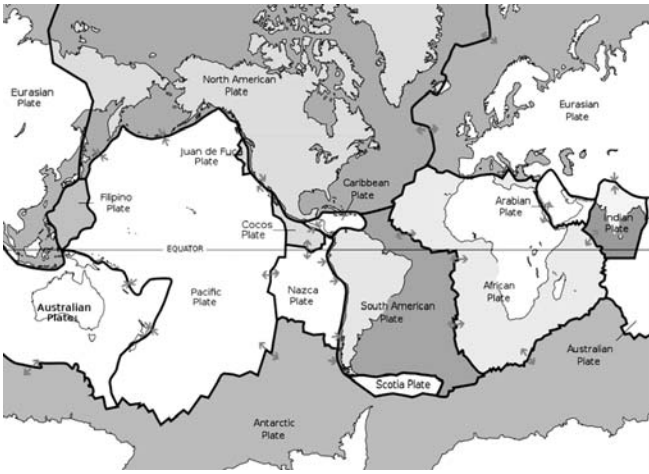 Eurasian
Plate
North American
Plate
Eurasian
Plate
Juan de Fuca
Plate
Caribbean
Plate
Filipino
Plate
Arabian
Plate
Indian
Plate
Cocos
Plate
EQUATOR
Australian
Plates
Pacific
Plate
Nazca
Plate
South American
Plate
African
Plate
Australian
Plate
Scotia Plate
Antarctic
Plate